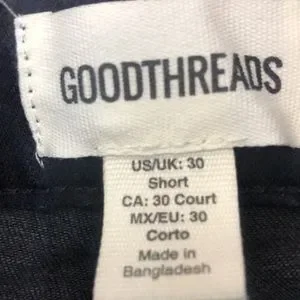 GOODTHREADS
US/UK: 30
Short
CA: 30 Court
MX/EU: 30
Corto
Made in
Bangladesh